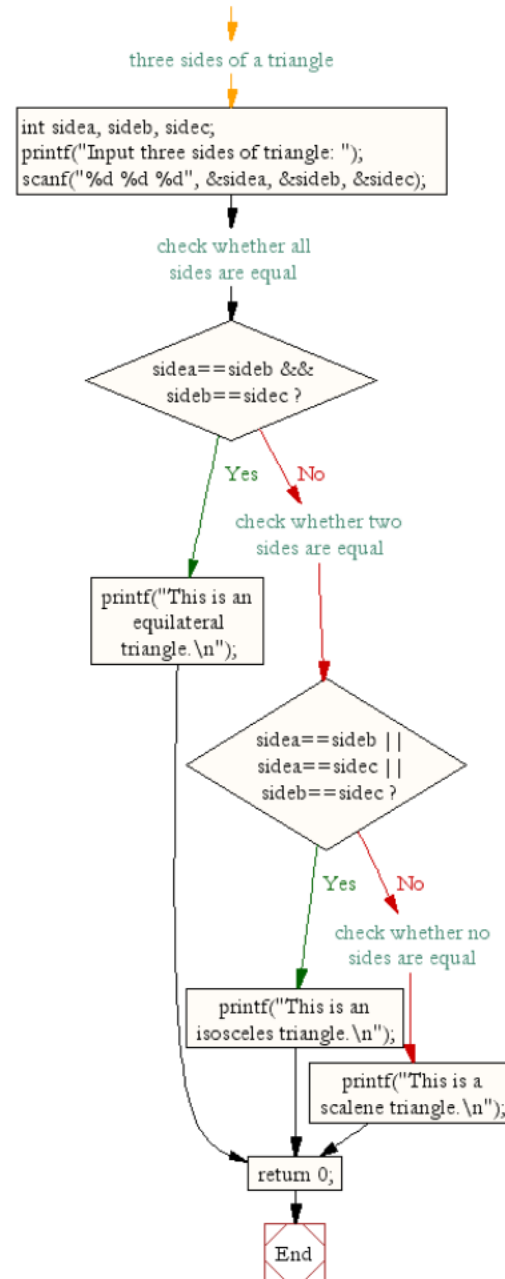 three sides of a triangle
int sidea, sideb, sidec;
printf("Input three sides of triangle: ");
scanf("%d %d %d", &sidea, &sideb, &sidec);
check whether all
sides are equal
sidea==sideb &&
sideb==sidec ?
Yes
No
check whether two
sides are equal
printf("This is an
equilateral
triangle.\n");
sidea==sideb ||
sidea==sidec ||
sideb==sidec ?
Yes
No
check whether no
sides are equal
printf("This is an
isosceles triangle.\n");
printf("This is a
scalene triangle.\n");
return 0;
End